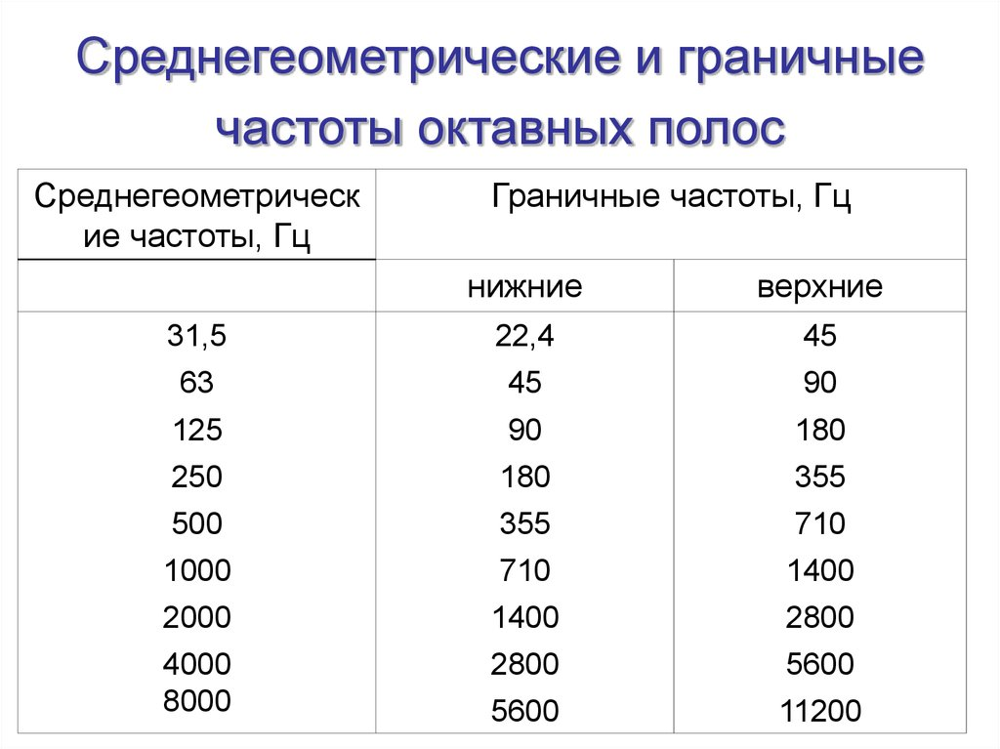 Среднегеометрические и граничные
частоты октавных полос
Среднегеометрическ
ие частоты, Гц
Граничные частоты, Гц
нижние верхние
31,5 22,4 45
63 45 90
125 90 180
250 180 355
500 355 710
1000 710 1400
2000 1400 2800
4000 2800 5600
8000 5600 11200